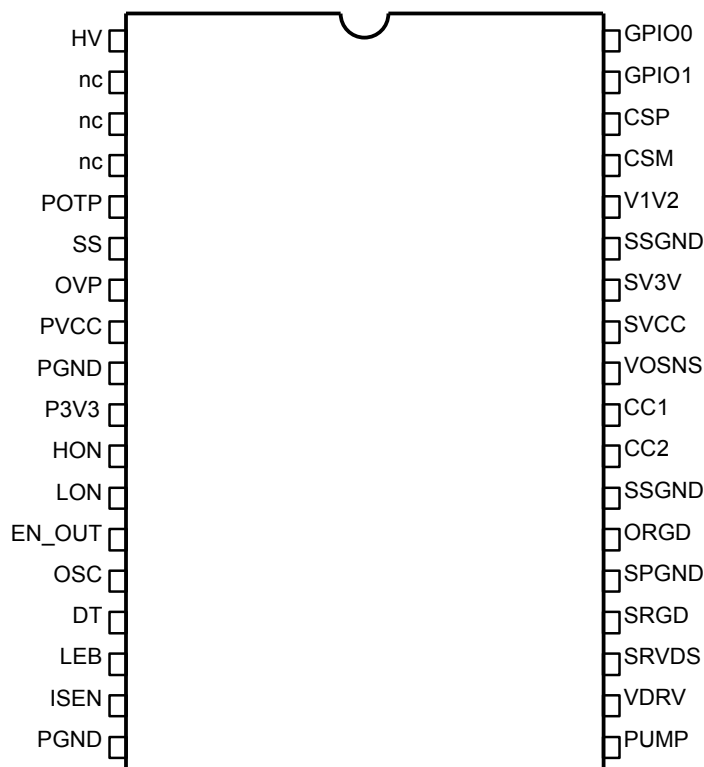 HV
nc
nc
nc
POTP
SS
OVP
PVCC
PGND
P3V3
HON
LON
EN_OUT
OSC
DT
LEB
ISEN
PGND
GPIO0
GPIO1
CSP
CSM
V1V2
SSGND
SV3V
SVCC
VOSNS
CC1
CC2
SSGND
ORGD
SPGND
SRGD
SRVDS
VDRV
PUMP